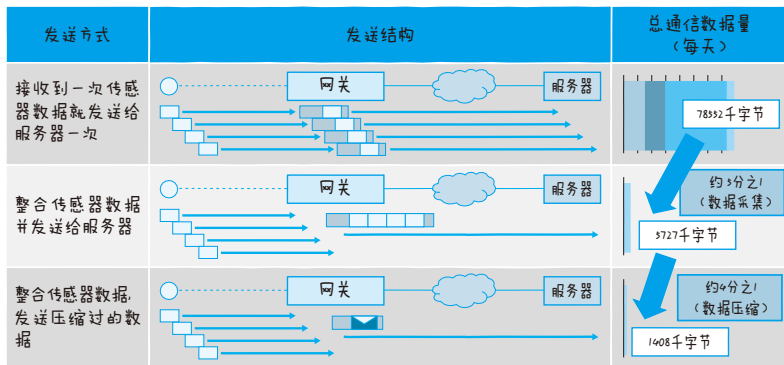 发送方式
发送结构
总通信数据量
（每天）
接收到一次传感
器数据就发送给
服务器一次
网关
服务器
78552千字节
整合传感器数据
并发送给服务器
网关
服务器
约5分之1
（数据采集）
5727千字节
整合传感器数据，
发送压缩过的数
据
网关
服务器
约4分之1
（数据压缩）
1408千字节